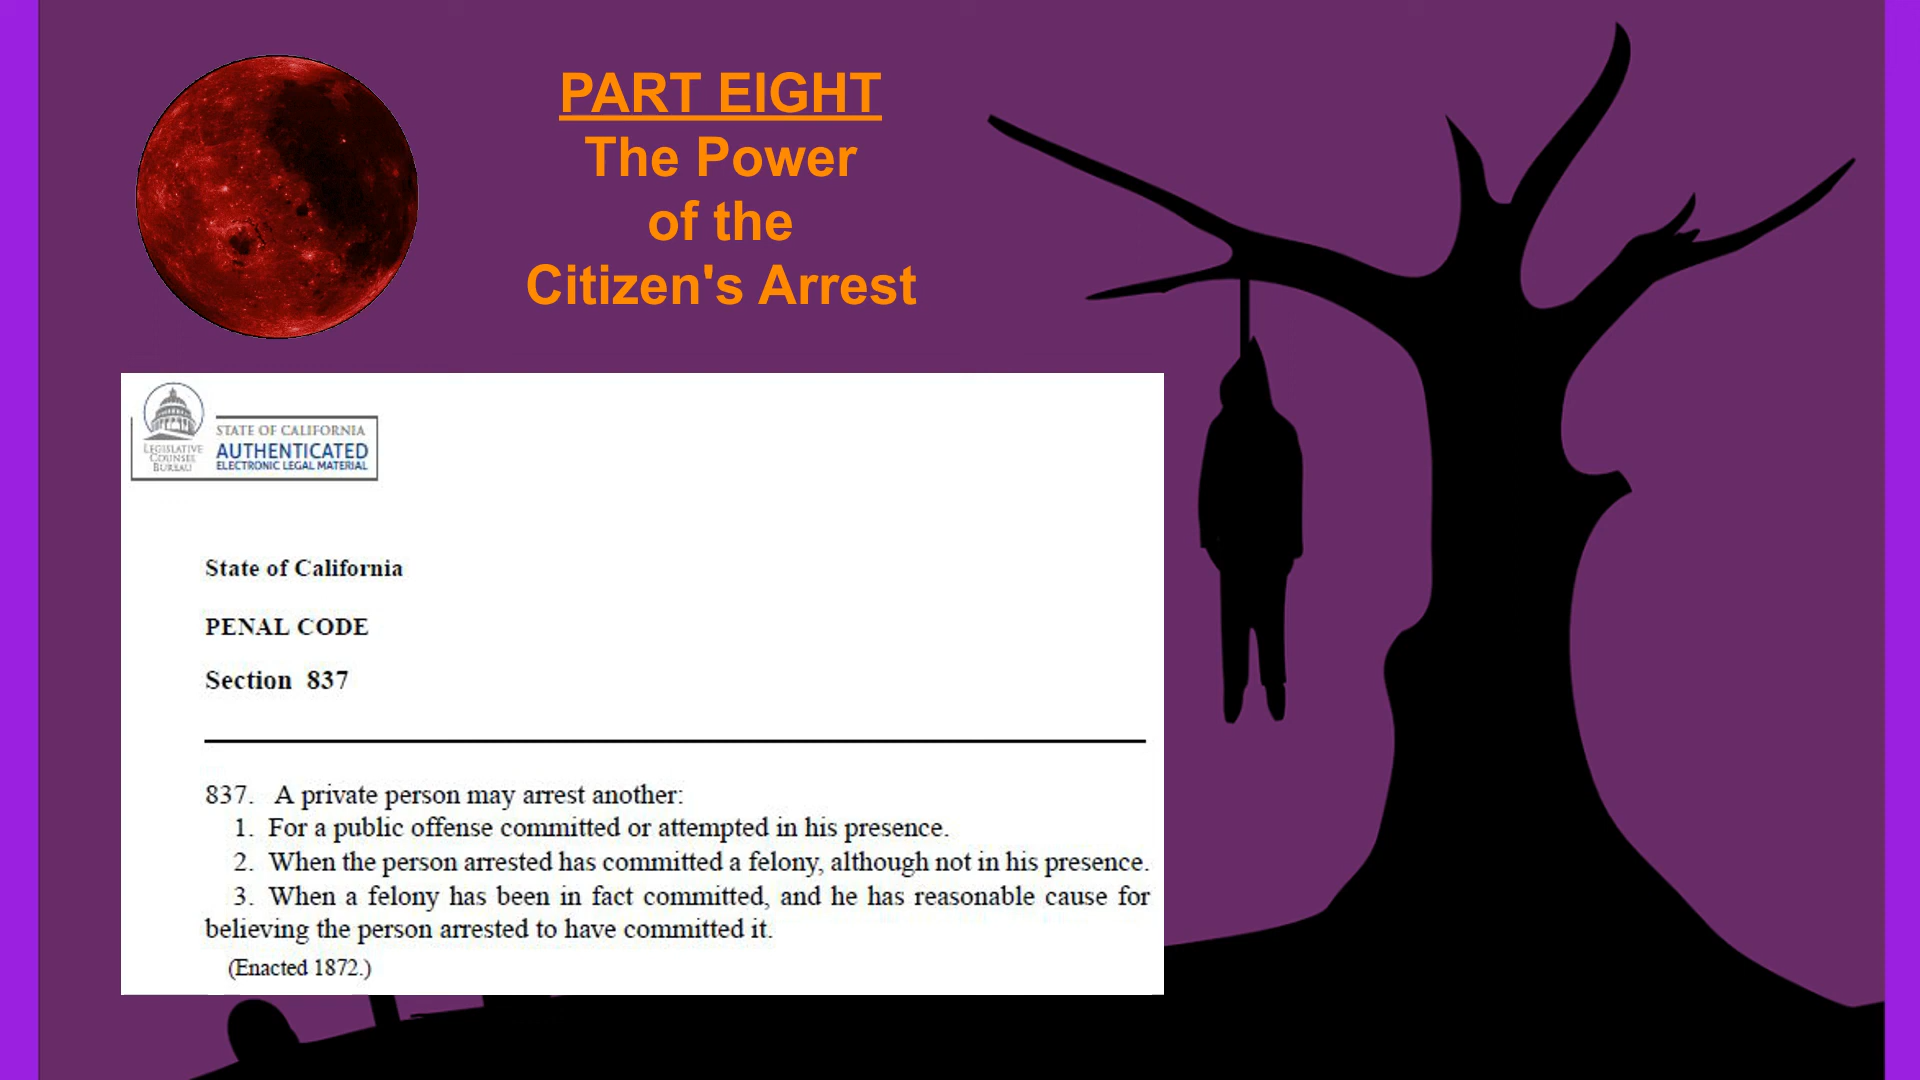 PART EIGHT
The Power
of the
Citizen's Arrest
LEGISLATIVE
COUNSEL
BUREAU
STATE OF CALIFORNIA
AUTHENTICATED
ELECTRONIC LEGAL MATERIAL
State of California
PENAL CODE
Section 837
837. A private person may arrest another:
1. For a public offense committed or attempted in his presence.
2. When the person arrested has committed a felony, although not in his presence.
3. When a felony has been in fact committed, and he has reasonable cause for
believing the person arrested to have committed it.
(Enacted 1872.)